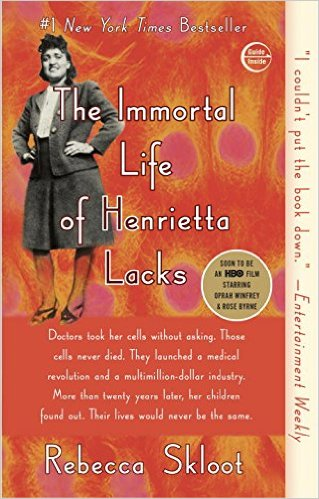 #1 New York Times Bestseller
Guide
Inside
The Immortal
Life
of Henrietta
Lacks
SOON TO BE
AN HBO FILM
STARRING
OPRAH WINFREY
& ROSE BYRNE
Doctors took her cells without asking. Those
cells never died. They launched a medical
revolution and a multimillion-dollar industry.
More than twenty years later, her children
found out. Their lives would never be the same.
Rebecca Skloot
"I couldn't put the book down." —Entertainment Weekly